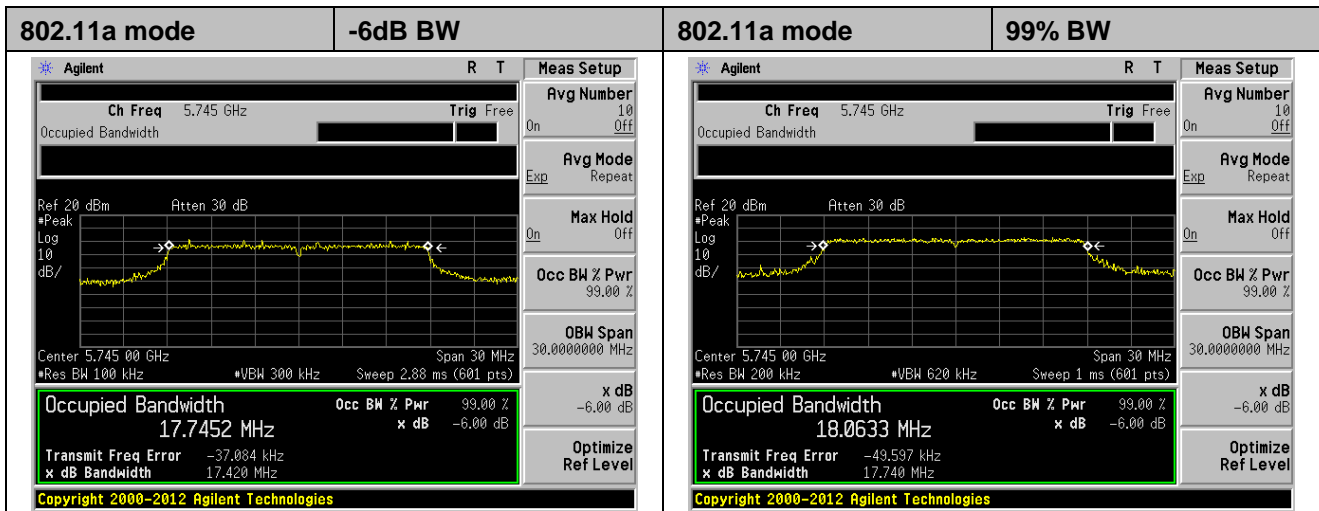 802.11a mode -6dB BW 802.11a mode 99% BW
Agilent R T Meas Setup
Ch Freq 5.745 GHz Trig Free
Occupied Bandwidth
Avg Number
10
On Off
Avg Mode
Exp Repeat
Ref 20 dBm Atten 30 dB
#Peak
Log
10
dB/
Max Hold
On Off
Occ BW % Pwr
99.00 %
OBW Span
30.0000000 MHz
Center 5.745 00 GHz Span 30 MHz
#Res BW 100 kHz #VBW 300 kHz Sweep 2.88 ms (601 pts)
x dB
-6.00 dB
Occupied Bandwidth Occ BW % Pwr 99.00 %
17.7452 MHz x dB -6.00 dB
Transmit Freq Error -37.084 kHz
x dB Bandwidth 17.420 MHz
Optimize
Ref Level
Copyright 2000-2012 Agilent Technologies
Agilent R T Meas Setup
Ch Freq 5.745 GHz Trig Free
Occupied Bandwidth
Avg Number
10
On Off
Avg Mode
Exp Repeat
Ref 20 dBm Atten 30 dB
#Peak
Log
10
dB/
Max Hold
On Off
Occ BW % Pwr
99.00 %
OBW Span
30.0000000 MHz
Center 5.745 00 GHz Span 30 MHz
#Res BW 200 kHz #VBW 620 kHz Sweep 1 ms (601 pts)
x dB
-6.00 dB
Occupied Bandwidth Occ BW % Pwr 99.00 %
18.0633 MHz x dB -6.00 dB
Transmit Freq Error -49.597 kHz
x dB Bandwidth 17.740 MHz
Optimize
Ref Level
Copyright 2000-2012 Agilent Technologies